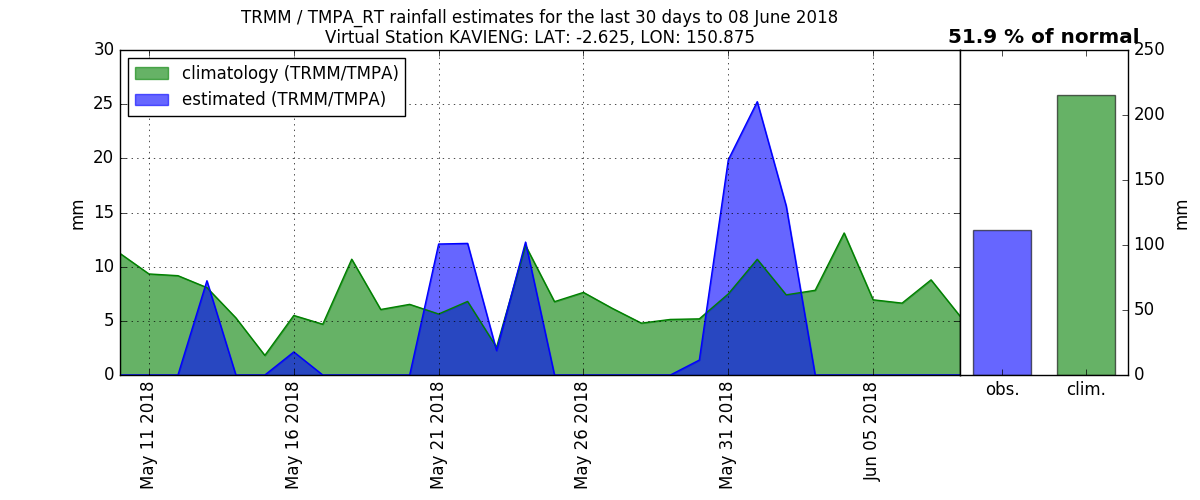 TRMM / TMPA_RT rainfall estimates for the last 30 days to 08 June 2018
Virtual Station KAVIENG: LAT: -2.625, LON: 150.875
51.9 % of normal
climatology (TRMM/TMPA)
estimated (TRMM/TMPA)
30
25
20
15
10
5
0
mm
May 11 2018
May 16 2018
May 21 2018
May 26 2018
May 31 2018
Jun 05 2018
250
200
150
100
50
0
mm
obs.
clim.